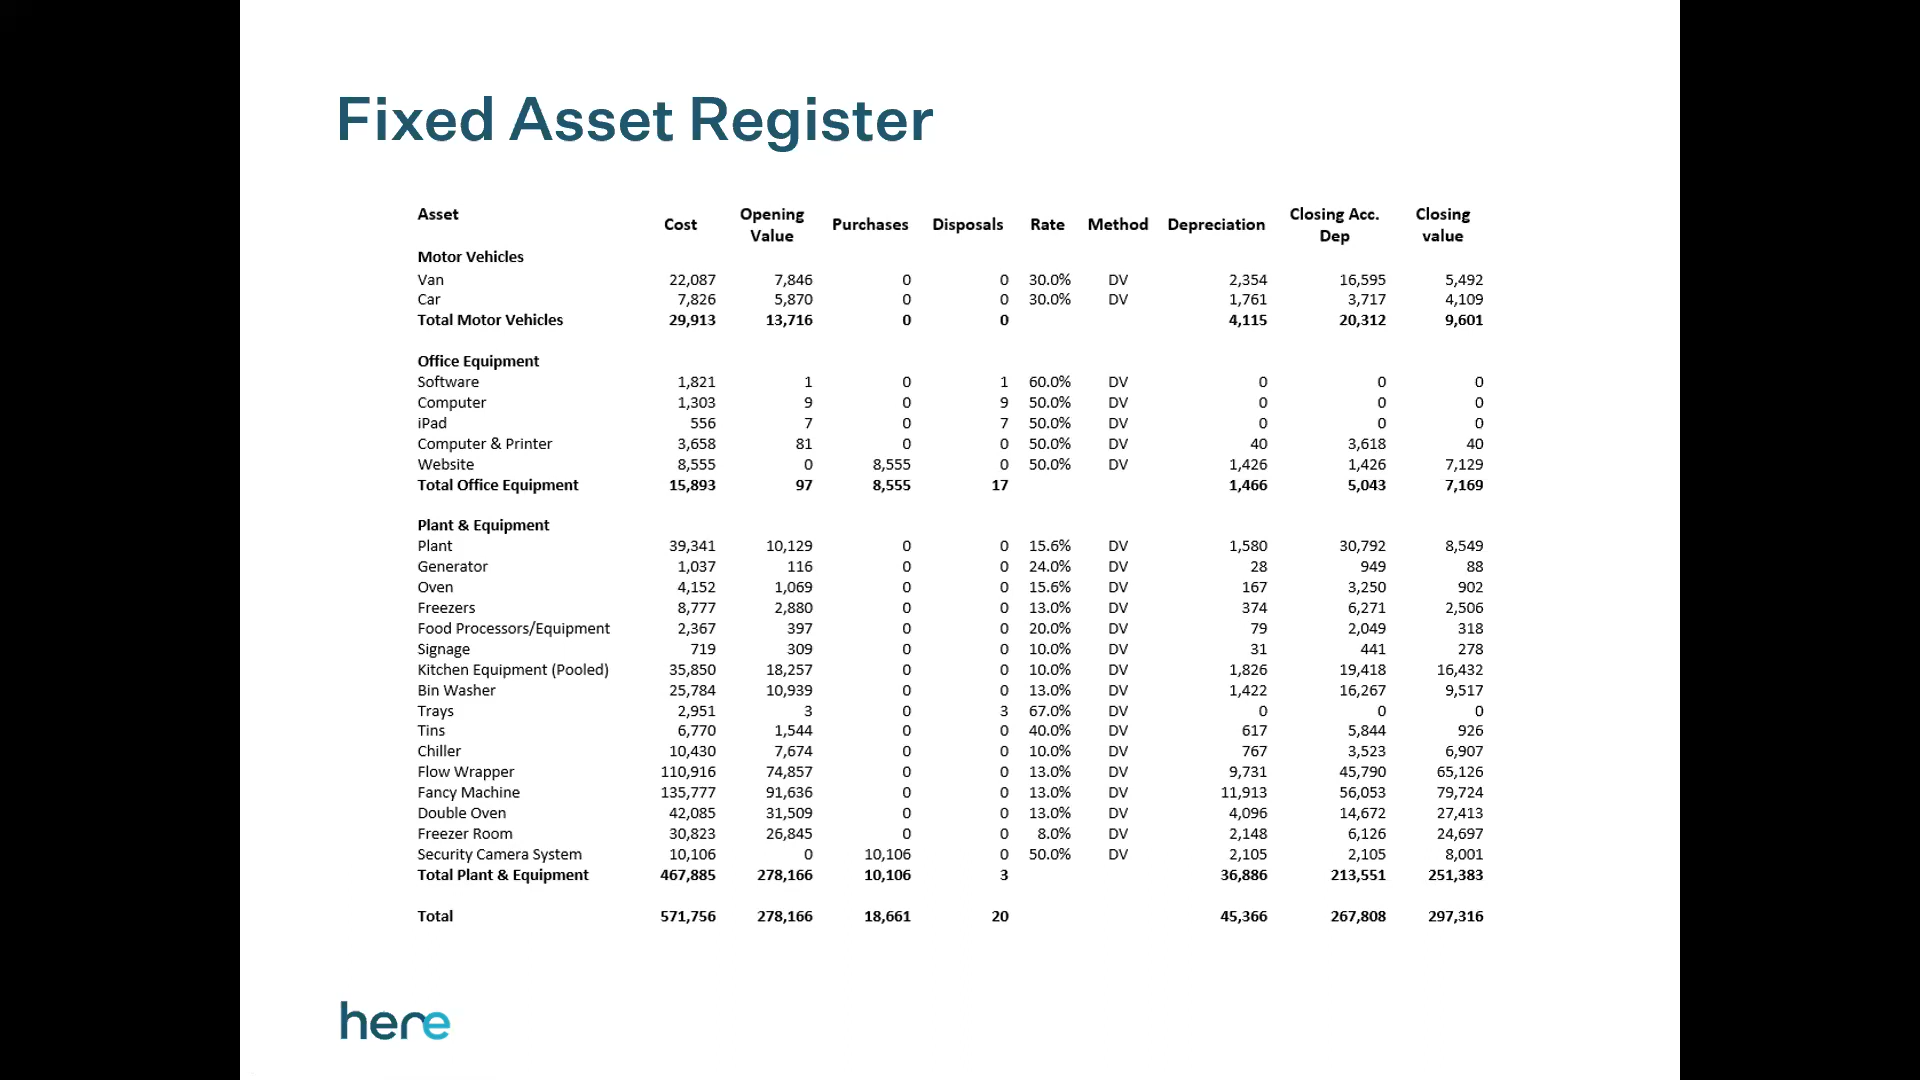 Fixed Asset Register
Asset Cost Opening Value Purchases Disposals Rate Method Depreciation Closing Acc. Dep Closing value
Motor Vehicles
Van 22,087 7,846 0 0 30.0% DV 2,354 16,595 5,492
Car 7,826 5,870 0 0 30.0% DV 1,761 3,717 4,109
Total Motor Vehicles 29,913 13,716 0 0 4,115 20,312 9,601
Office Equipment
Software 1,821 1 0 1 60.0% DV 0 0 0
Computer 1,303 9 0 9 50.0% DV 0 0 0
iPad 556 7 0 7 50.0% DV 0 0 0
Computer & Printer 3,658 81 0 0 50.0% DV 40 3,618 40
Website 8,555 0 8,555 0 50.0% DV 1,426 1,426 7,129
Total Office Equipment 15,893 97 8,555 17 1,466 5,043 7,169
Plant & Equipment
Plant 39,341 10,129 0 0 15.6% DV 1,580 30,792 8,549
Generator 1,037 116 0 0 24.0% DV 28 949 88
Oven 4,152 1,069 0 0 15.6% DV 167 3,250 902
Freezers 8,777 2,880 0 0 13.0% DV 374 6,271 2,506
Food Processors/Equipment 2,367 397 0 0 20.0% DV 79 2,049 318
Signage 719 309 0 0 10.0% DV 31 441 278
Kitchen Equipment (Pooled) 35,850 18,257 0 0 10.0% DV 1,826 19,418 16,432
Bin Washer 25,784 10,939 0 0 13.0% DV 1,422 16,267 9,517
Trays 2,951 3 0 3 67.0% DV 0 0 0
Tins 6,770 1,544 0 0 40.0% DV 617 5,844 926
Chiller 10,430 7,674 0 0 10.0% DV 767 3,523 6,907
Flow Wrapper 110,916 74,857 0 0 13.0% DV 9,731 45,790 65,126
Fancy Machine 135,777 91,636 0 0 13.0% DV 11,913 56,053 79,724
Double Oven 42,085 31,509 0 0 13.0% DV 4,096 14,672 27,413
Freezer Room 30,823 26,845 0 0 8.0% DV 2,148 6,126 24,697
Security Camera System 10,106 0 10,106 0 50.0% DV 2,105 2,105 8,001
Total Plant & Equipment 467,885 278,166 10,106 3 36,886 213,551 251,383
Total 571,756 278,166 18,661 20 45,366 267,808 297,316
here